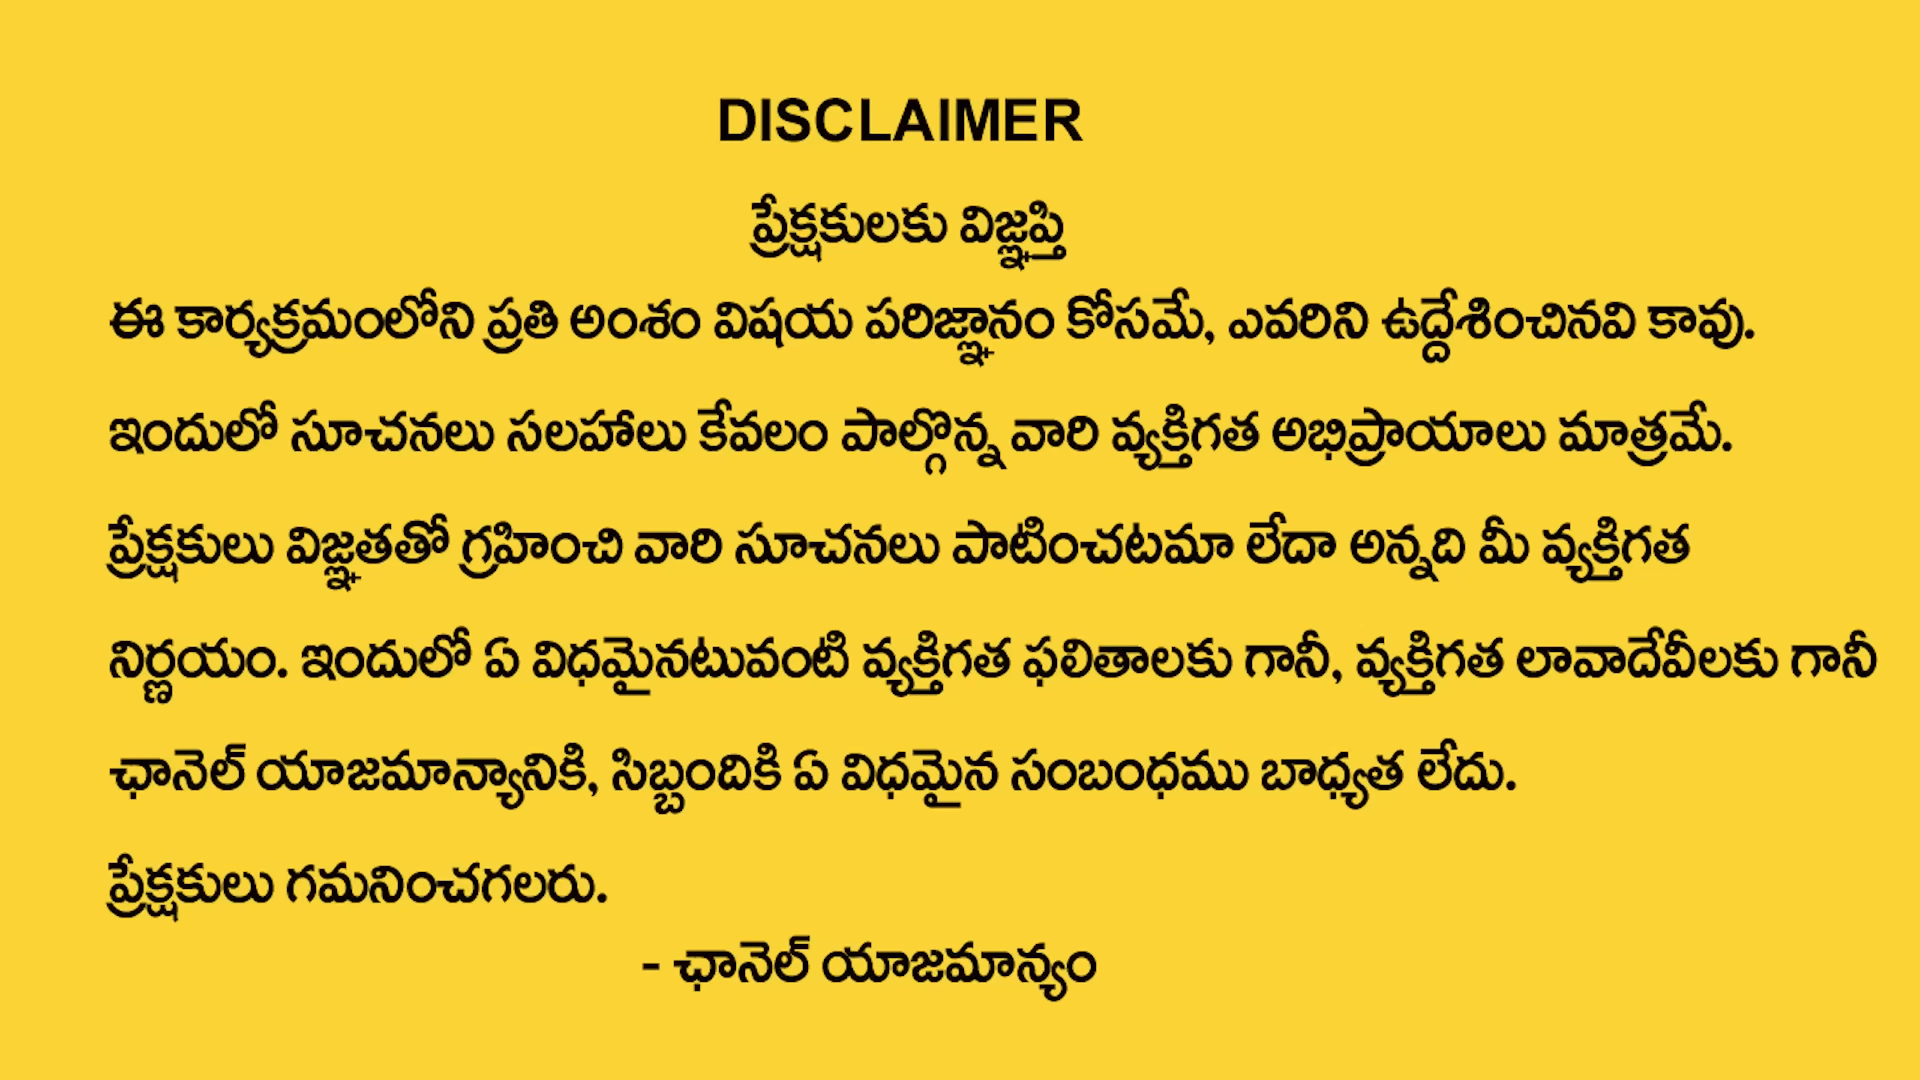 DISCLAIMER
ప్రేక్షకులకు విజ్ఞప్తి
ఈ కార్యక్రమంలోని ప్రతి అంశం విషయ పరిజ్ఞానం కోసమే, ఎవరిని ఉద్దేశించినవి కావు.
ఇందులో సూచనలు సలహాలు కేవలం పాల్గొన్న వారి వ్యక్తిగత అభిప్రాయాలు మాత్రమే.
ప్రేక్షకులు విజ్ఞతతో గ్రహించి వారి సూచనలు పాటించటమా లేదా అన్నది మీ వ్యక్తిగత
నిర్ణయం. ఇందులో ఏ విధమైనటువంటి వ్యక్తిగత ఫలితాలకు గానీ, వ్యక్తిగత లావాదేవీలకు గానీ
ఛానెల్ యాజమాన్యానికి, సిబ్బందికి ఏ విధమైన సంబంధము బాధ్యత లేదు.
ప్రేక్షకులు గమనించగలరు.
- ఛానెల్ యాజమాన్యం